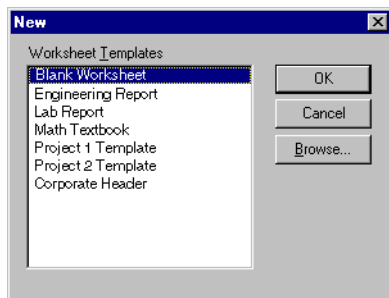 New
Worksheet Templates
Blank Worksheet
Engineering Report
Lab Report
Math Textbook
Project 1 Template
Project 2 Template
Corporate Header
OK
Cancel
Browse...